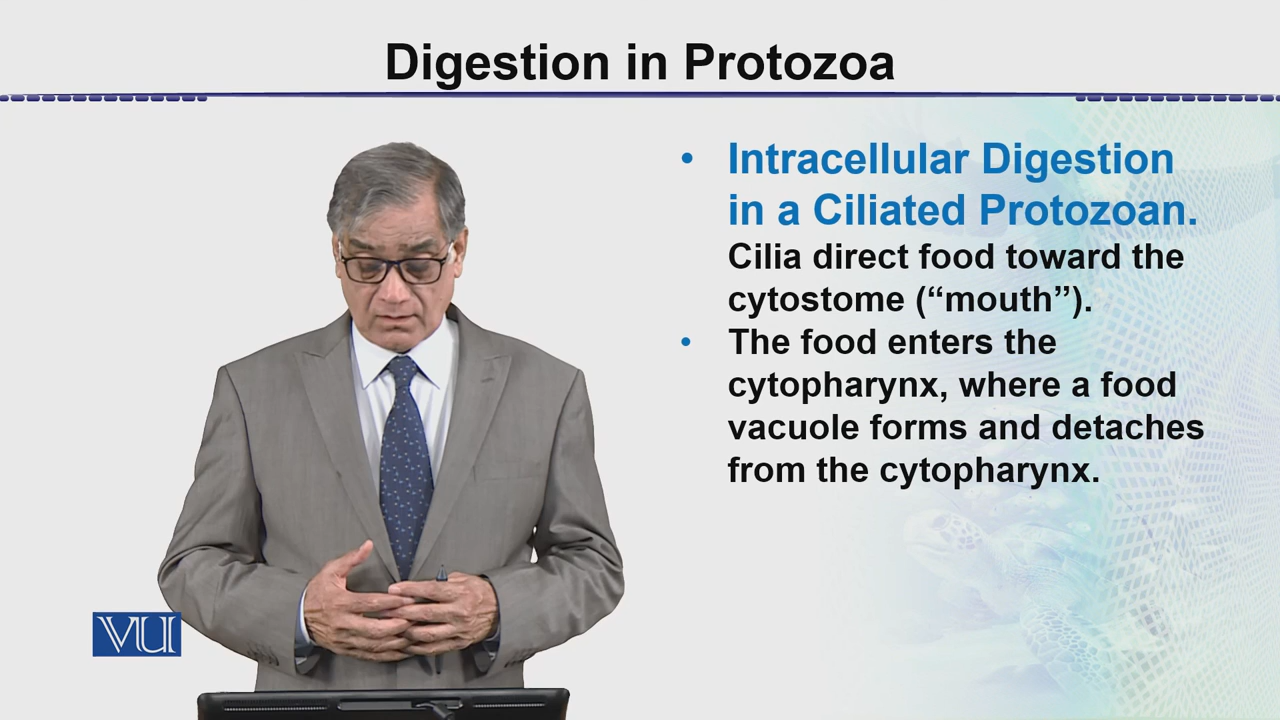 Digestion in Protozoa
• Intracellular Digestion
in a Ciliated Protozoan.
Cilia direct food toward the
cytostome (“mouth”).
• The food enters the
cytopharynx, where a food
vacuole forms and detaches
from the cytopharynx.
VU